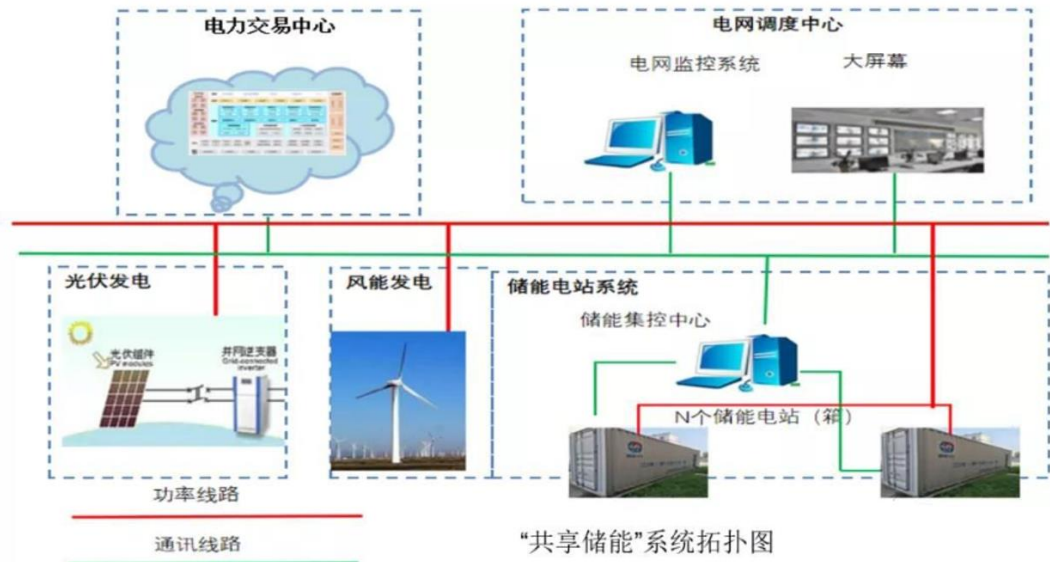 电力交易中心
电网调度中心
电网监控系统
大屏幕
光伏发电
光伏组件
PV modules
并网逆变器
Grid-connected
inverter
风能发电
储能电站系统
储能集控中心
N个储能电站（箱）
功率线路
通讯线路
“共享储能”系统拓扑图